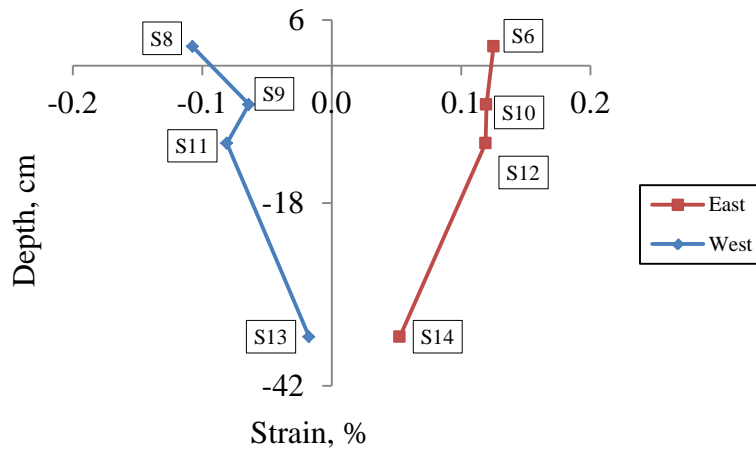 6
S8
S6
-0.2
-0.1
0.0
0.1
0.2
S9
S10
S11
S12
-18
East
West
S13
S14
-42
Depth, cm
Strain, %